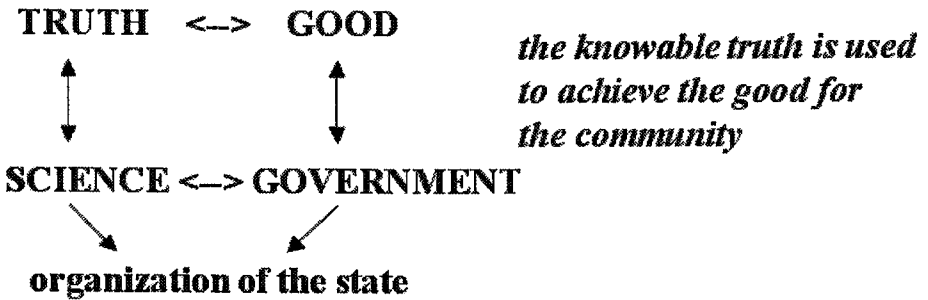 TRUTH <--> GOOD
the knowable truth is used
to achieve the good for
the community
SCIENCE <--> GOVERNMENT
organization of the state